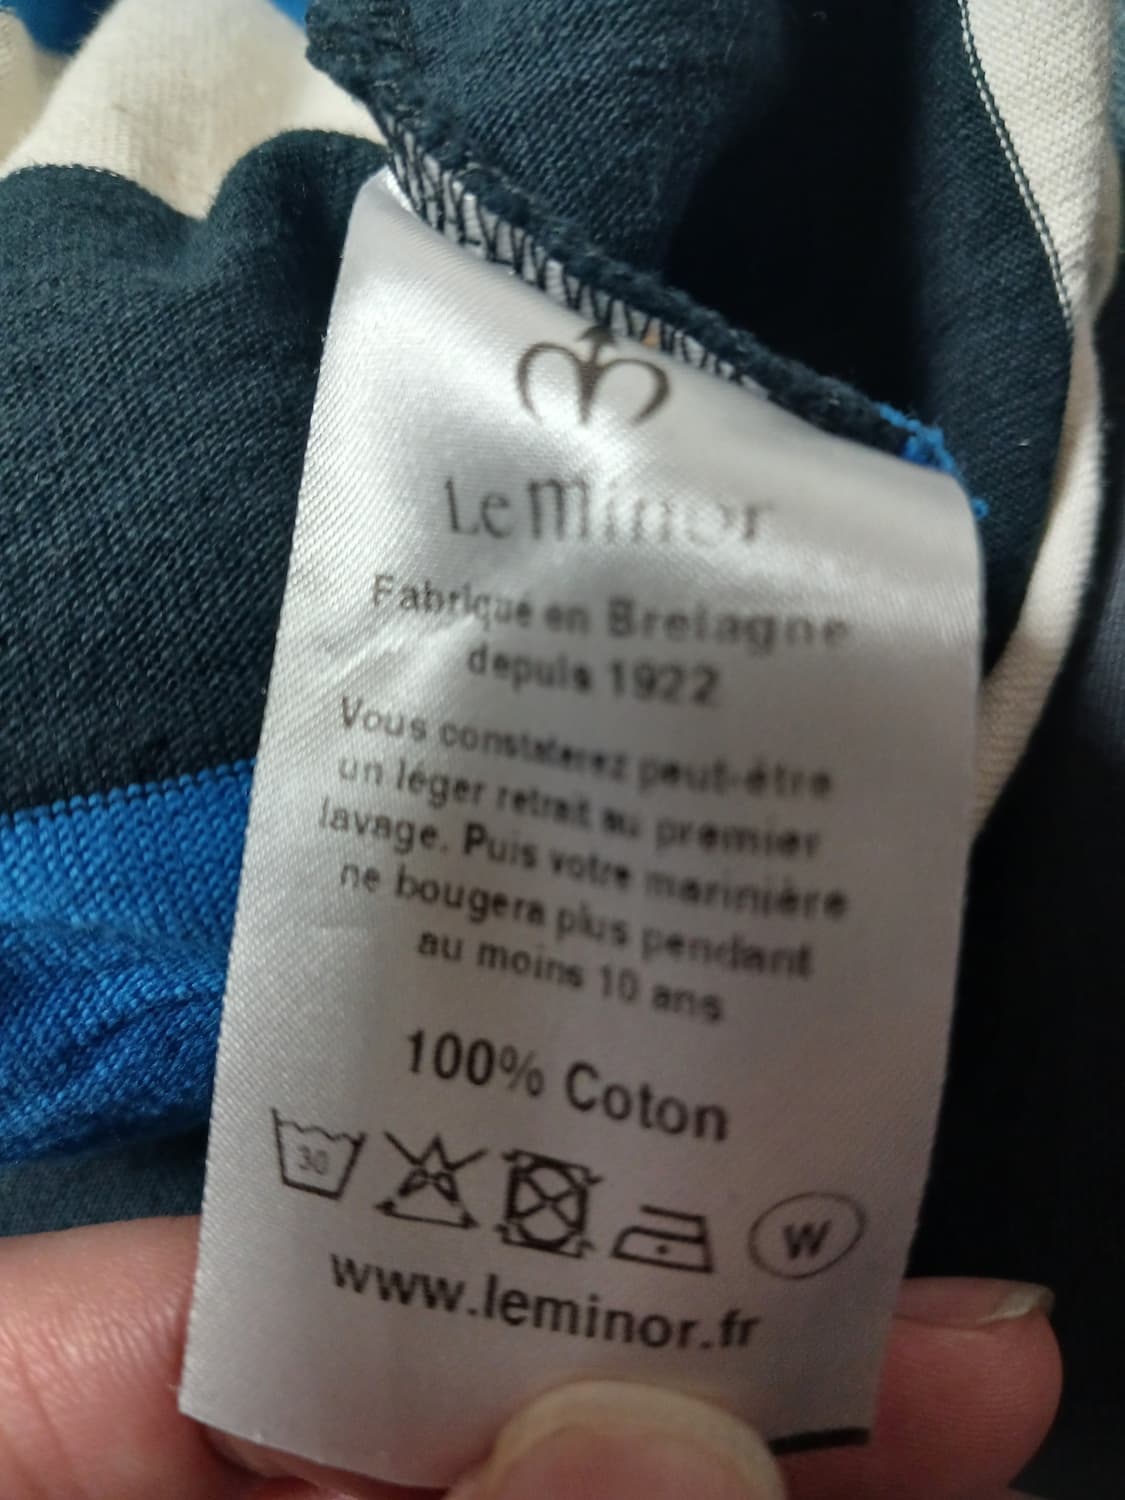 Le Minor
Fabrique en Bretagne
depuis 1922
Vous constaterez peut-être
un léger retrait au premier
lavage. Puis votre marinière
ne bougera plus pendant
au moins 10 ans
100% Coton
30
W
www.leminor.fr